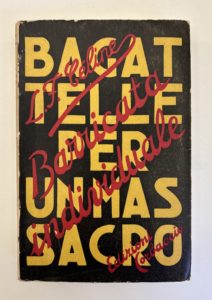 BAGAT
L. F. Céline
TELLE
Barricata
PER
individuale
UN MAS
SACRO
Edizioni Corbaccio